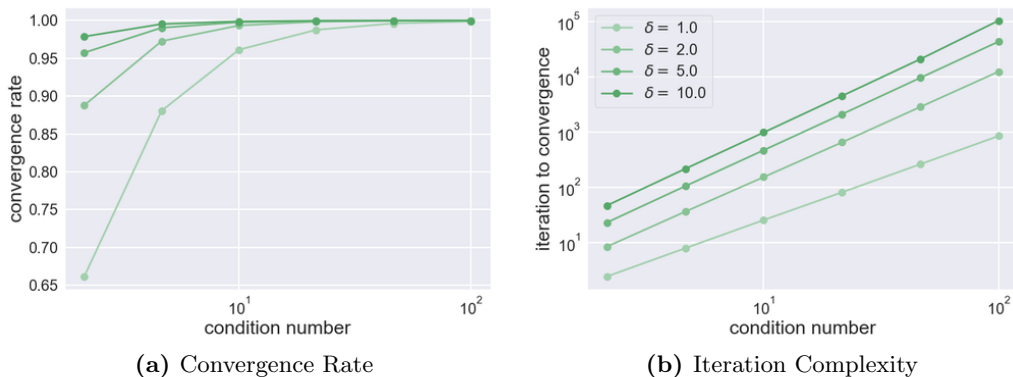 1.00
0.95
0.90
0.85
0.80
0.75
0.70
0.65
convergence rate
10^1
10^2
condition number
(a) Convergence Rate
10^5
10^4
10^3
10^2
10^1
iteration to convergence
δ = 1.0
δ = 2.0
δ = 5.0
δ = 10.0
10^1
10^2
condition number
(b) Iteration Complexity